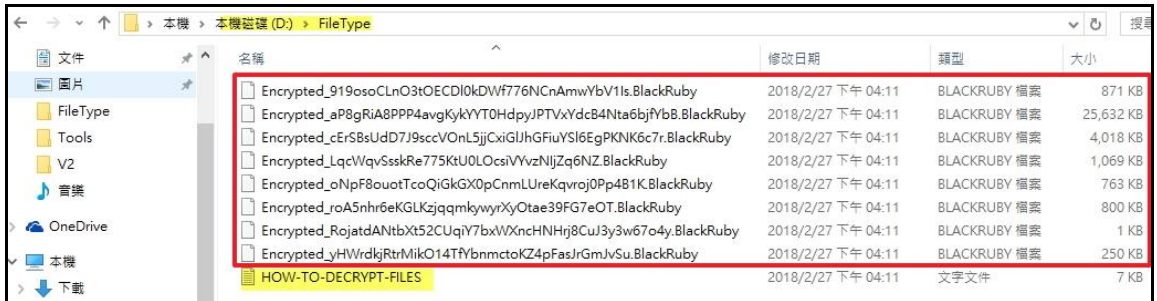 本機 › 本機磁碟 (D:) › FileType
搜尋
文件
圖片
FileType
Tools
V2
音樂
OneDrive
本機
下載
名稱 修改日期 類型 大小
Encrypted_919osoCLnO3tOECDl0kDWf776NCnAmwYbV1Is.BlackRuby 2018/2/27 下午 04:11 BLACKRUBY 檔案 871 KB
Encrypted_aP8gRiA8PPP4avgKykYYT0HdpyJPTVxYdcB4Nta6bjfYbB.BlackRuby 2018/2/27 下午 04:11 BLACKRUBY 檔案 25,632 KB
Encrypted_cErSBsUdD7J9sccVOnL5jjCxiGlJhGFiuYSl6EgPKNK6c7r.BlackRuby 2018/2/27 下午 04:11 BLACKRUBY 檔案 4,018 KB
Encrypted_LqcWqvSsskRe775KtU0LOcsiVYvzNIjZq6NZ.BlackRuby 2018/2/27 下午 04:11 BLACKRUBY 檔案 1,069 KB
Encrypted_oNpF8ouotTcoQiGkGX0pCnmLUreKqvroj0Pp4B1K.BlackRuby 2018/2/27 下午 04:11 BLACKRUBY 檔案 763 KB
Encrypted_roA5nhr6eKGLKzjqqmkywyrXyOtae39FG7eOT.BlackRuby 2018/2/27 下午 04:11 BLACKRUBY 檔案 800 KB
Encrypted_RojatdANtbXt52CUqiY7bxWXncHNHrj8CuJ3y3w67o4y.BlackRuby 2018/2/27 下午 04:11 BLACKRUBY 檔案 1 KB
Encrypted_yHWrdkjRtrMikO14TfYbnmctoKZ4pFasJrGmJvSu.BlackRuby 2018/2/27 下午 04:11 BLACKRUBY 檔案 250 KB
HOW-TO-DECRYPT-FILES 2018/2/27 下午 04:11 文字文件 7 KB